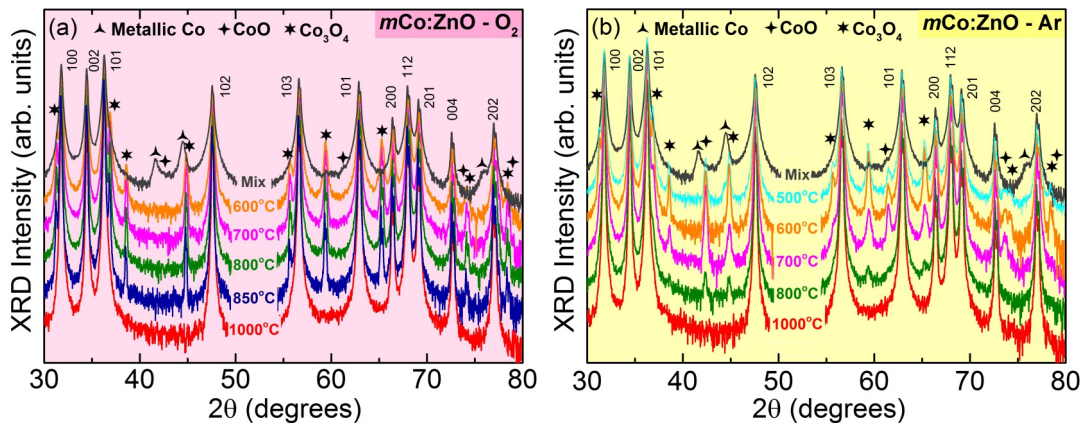 (a)
Metallic Co
CoO
Co₃O₄
mCo:ZnO - O₂
XRD Intensity (arb. units)
100
002
101
102
103
101
112
200
201
004
202
Mix
600°C
700°C
800°C
850°C
1000°C
30 40 50 60 70 80
2θ (degrees)
(b)
Metallic Co
CoO
Co₃O₄
mCo:ZnO - Ar
XRD Intensity (arb. units)
100
002
101
102
103
101
112
200
201
004
202
Mix
500°C
600°C
700°C
800°C
1000°C
30 40 50 60 70 80
2θ (degrees)